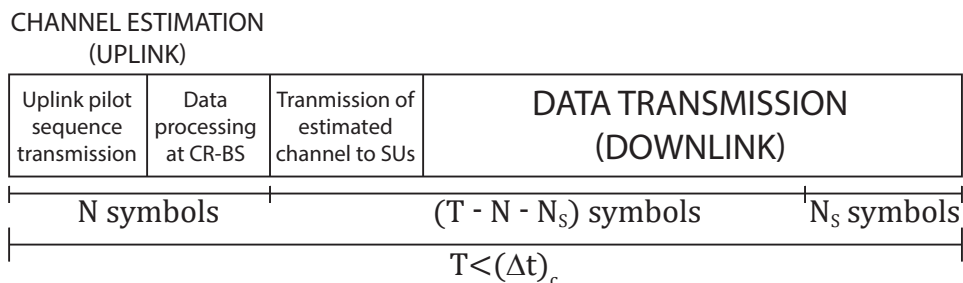 CHANNEL ESTIMATION
(UPLINK)
Uplink pilot
sequence
transmission
Data
processing
at CR-BS
Tranmission of
estimated
channel to SUs
DATA TRANSMISSION
(DOWNLINK)
N symbols
(T - N - N_S) symbols
N_S symbols
T<(Δt)_c